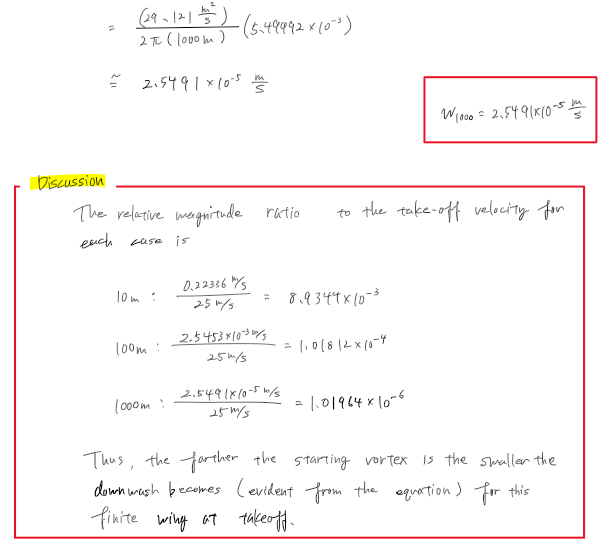 = (29.121 m²/s) / 2π(1000m) (5.49992×10⁻³)
≅ 2.5491×10⁻⁵ m/s
W₁₀₀₀ = 2.5491×10⁻⁵ m/s
Discussion
The relative magnitude ratio to the take-off velocity for
each case is
10m : 0.22336 m/s / 25 m/s = 8.9344×10⁻³
100m : 2.5453×10⁻³ m/s / 25 m/s = 1.01812×10⁻⁴
1000m : 2.5491×10⁻⁵ m/s / 25 m/s = 1.01964×10⁻⁶
Thus, the farther the starting vortex is the smaller the
downwash becomes (evident from the equation) for this
finite wing at takeoff.